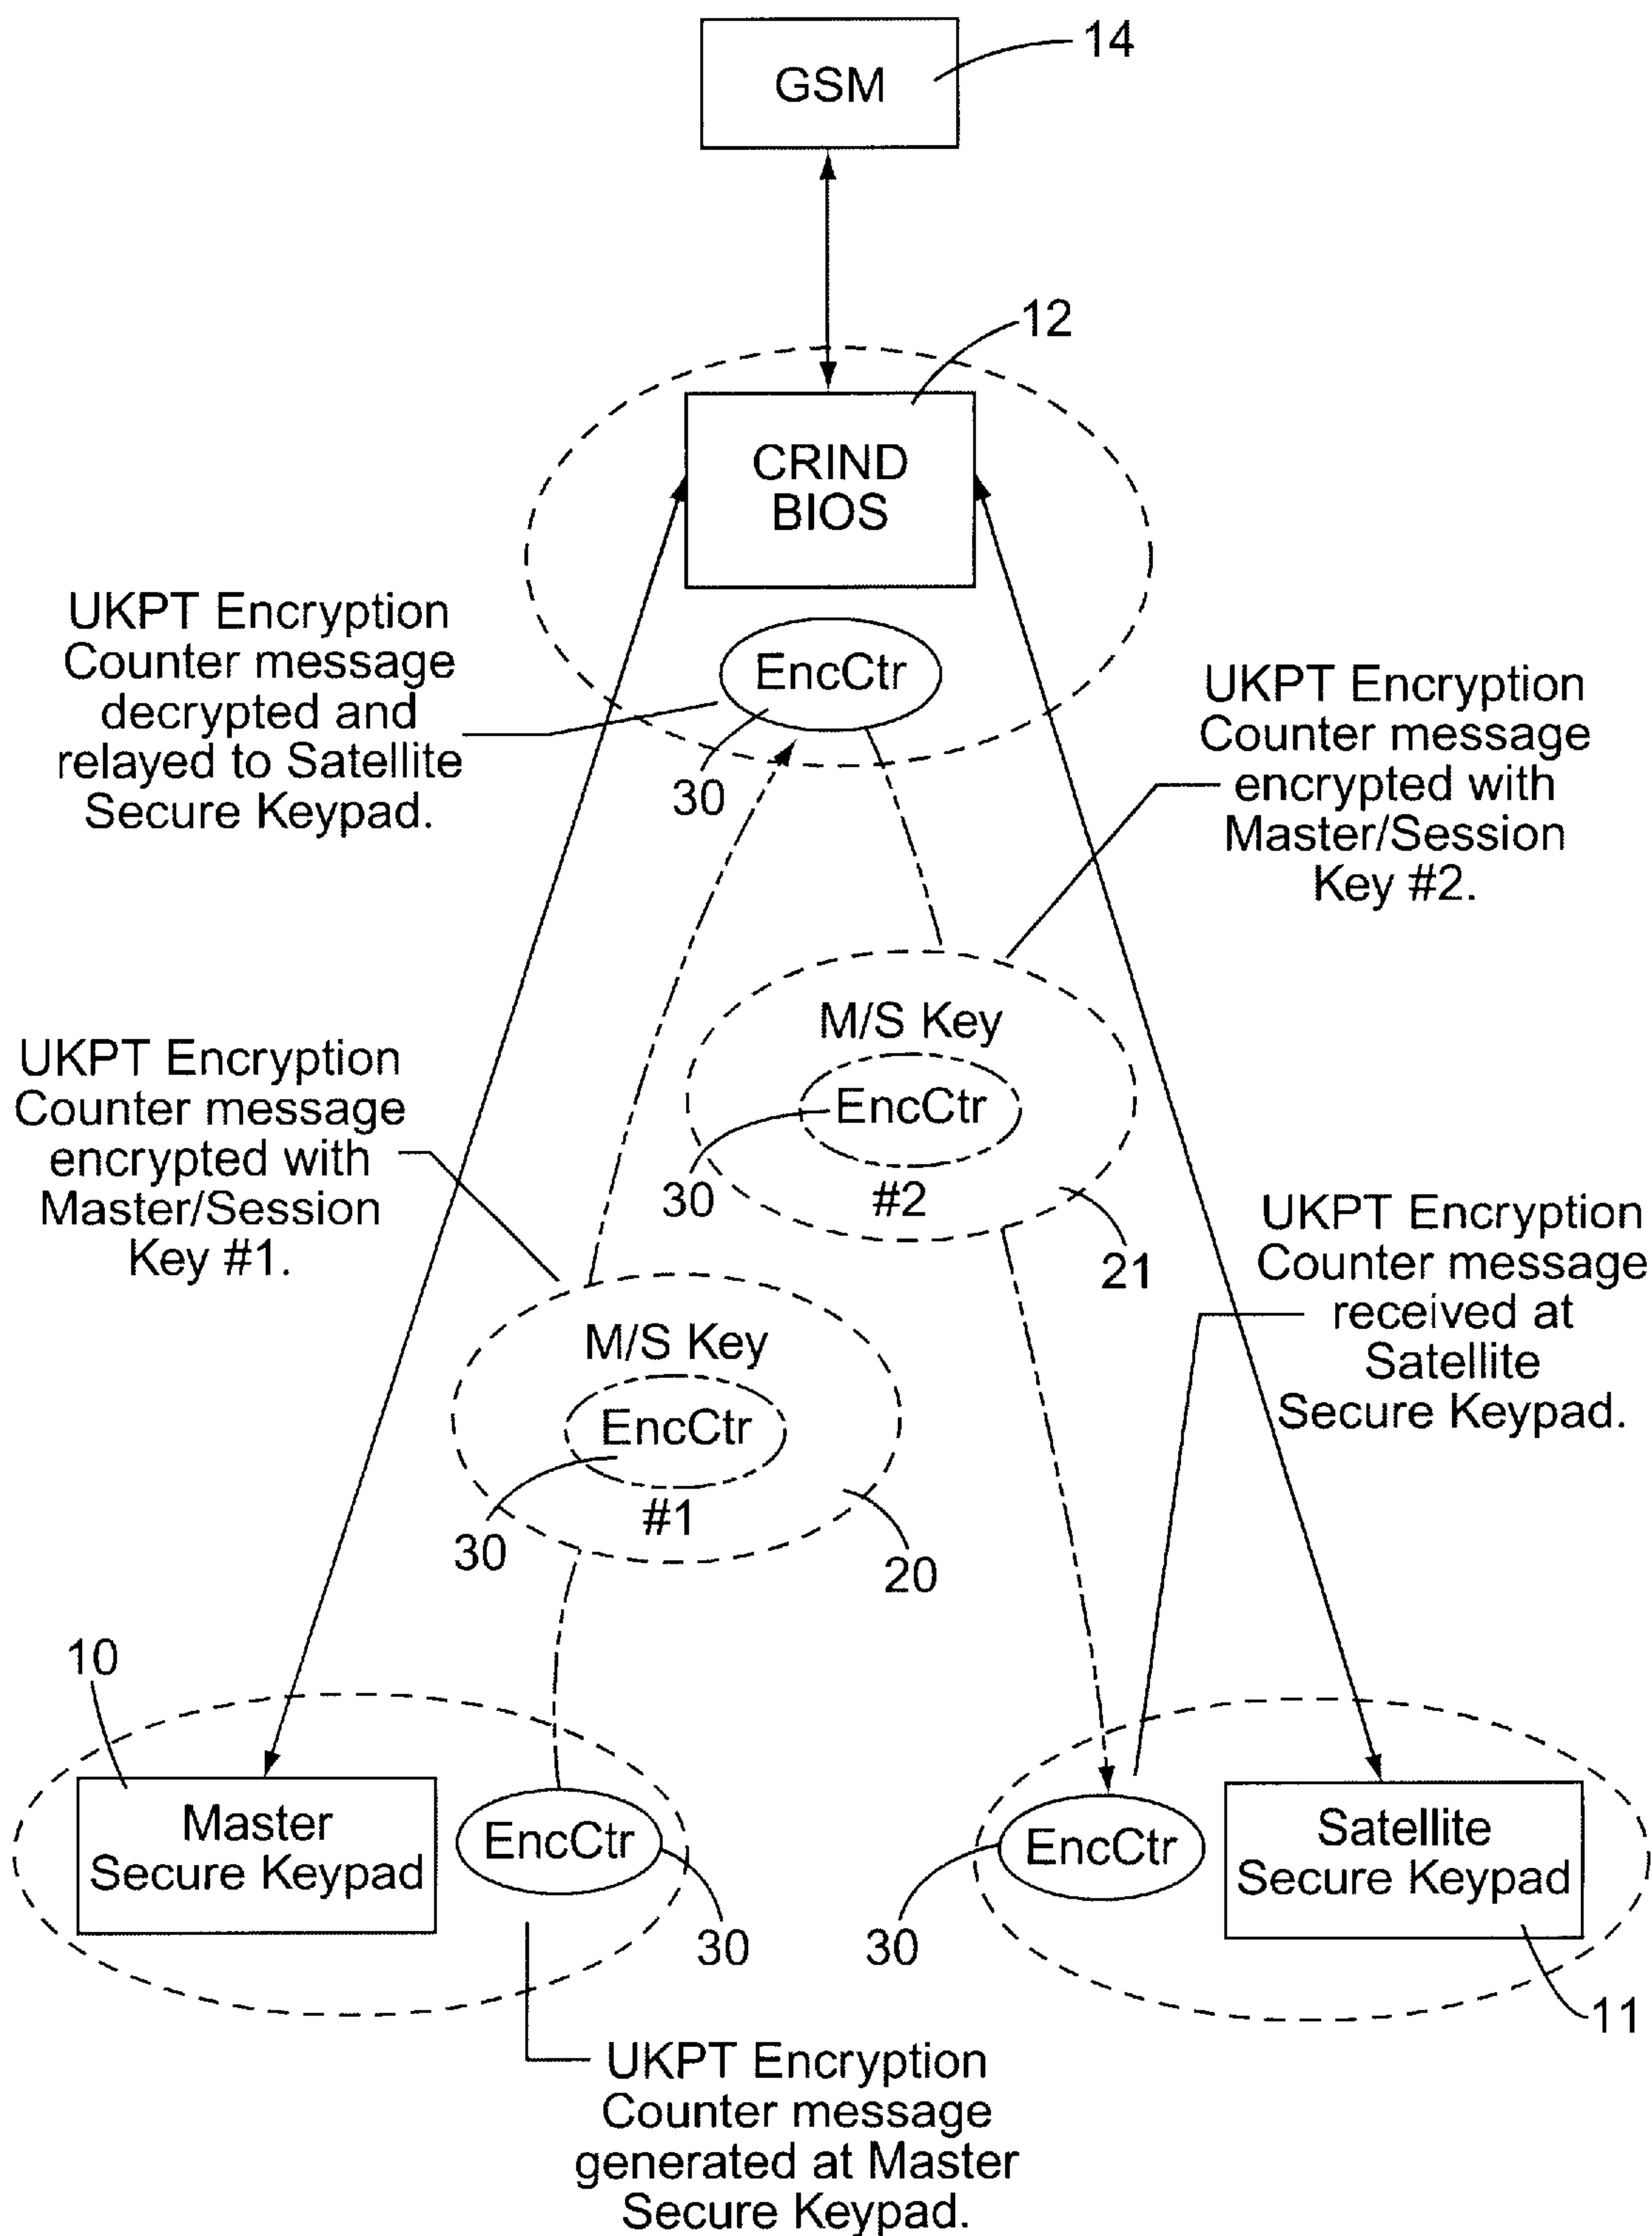 14
GSM
12
CRIND
BIOS
UKPT Encryption
Counter message
decrypted and
relayed to Satellite
Secure Keypad.
EncCtr
30
UKPT Encryption
Counter message
encrypted with
Master/Session
Key #2.
M/S Key
EncCtr
30
#2
21
UKPT Encryption
Counter message
encrypted with
Master/Session
Key #1.
UKPT Encryption
Counter message
received at
Satellite
Secure Keypad.
M/S Key
EncCtr
30
#1
20
10
Master
Secure Keypad
EncCtr
30
30
EncCtr
Satellite
Secure Keypad
11
UKPT Encryption
Counter message
generated at Master
Secure Keypad.